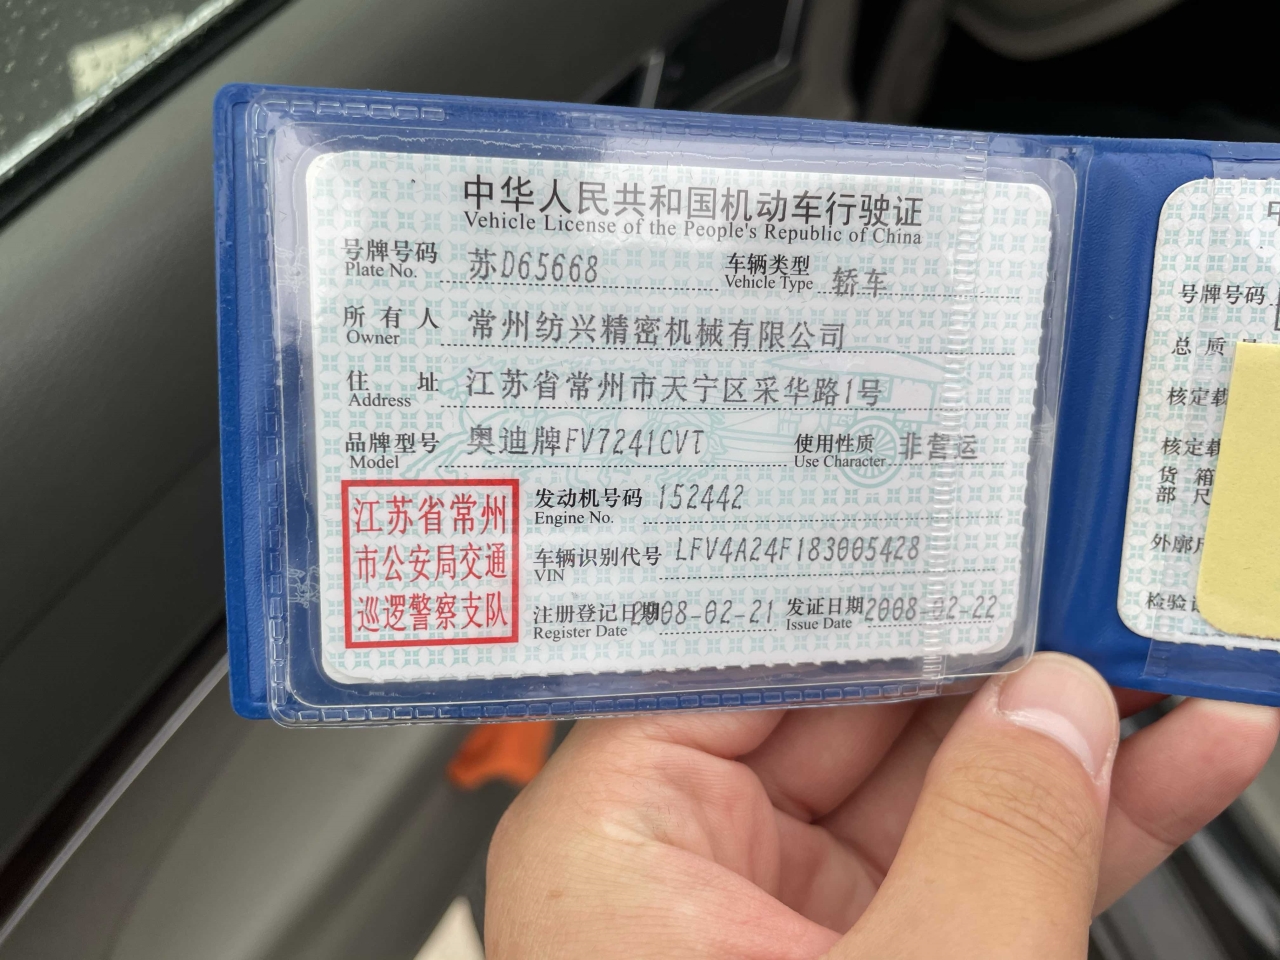 中华人民共和国机动车行驶证
Vehicle License of the People's Republic of China
号牌号码 苏D65668 车辆类型 轿车
Plate No. Vehicle Type
所有人 常州纺兴精密机械有限公司
Owner
住址 江苏省常州市天宁区采华路1号
Address
品牌型号 奥迪牌FV7241CVT 使用性质 非营运
Model Use Character
发动机号码 152442
Engine No.
车辆识别代号 LFV4A24F183005428
VIN
注册登记日期 2008-02-21 发证日期 2008-02-22
Register Date Issue Date
江苏省常州
市公安局交通
巡逻警察支队
号牌号码
总质
核定载
核定载
货箱
部尺
外廓
检验